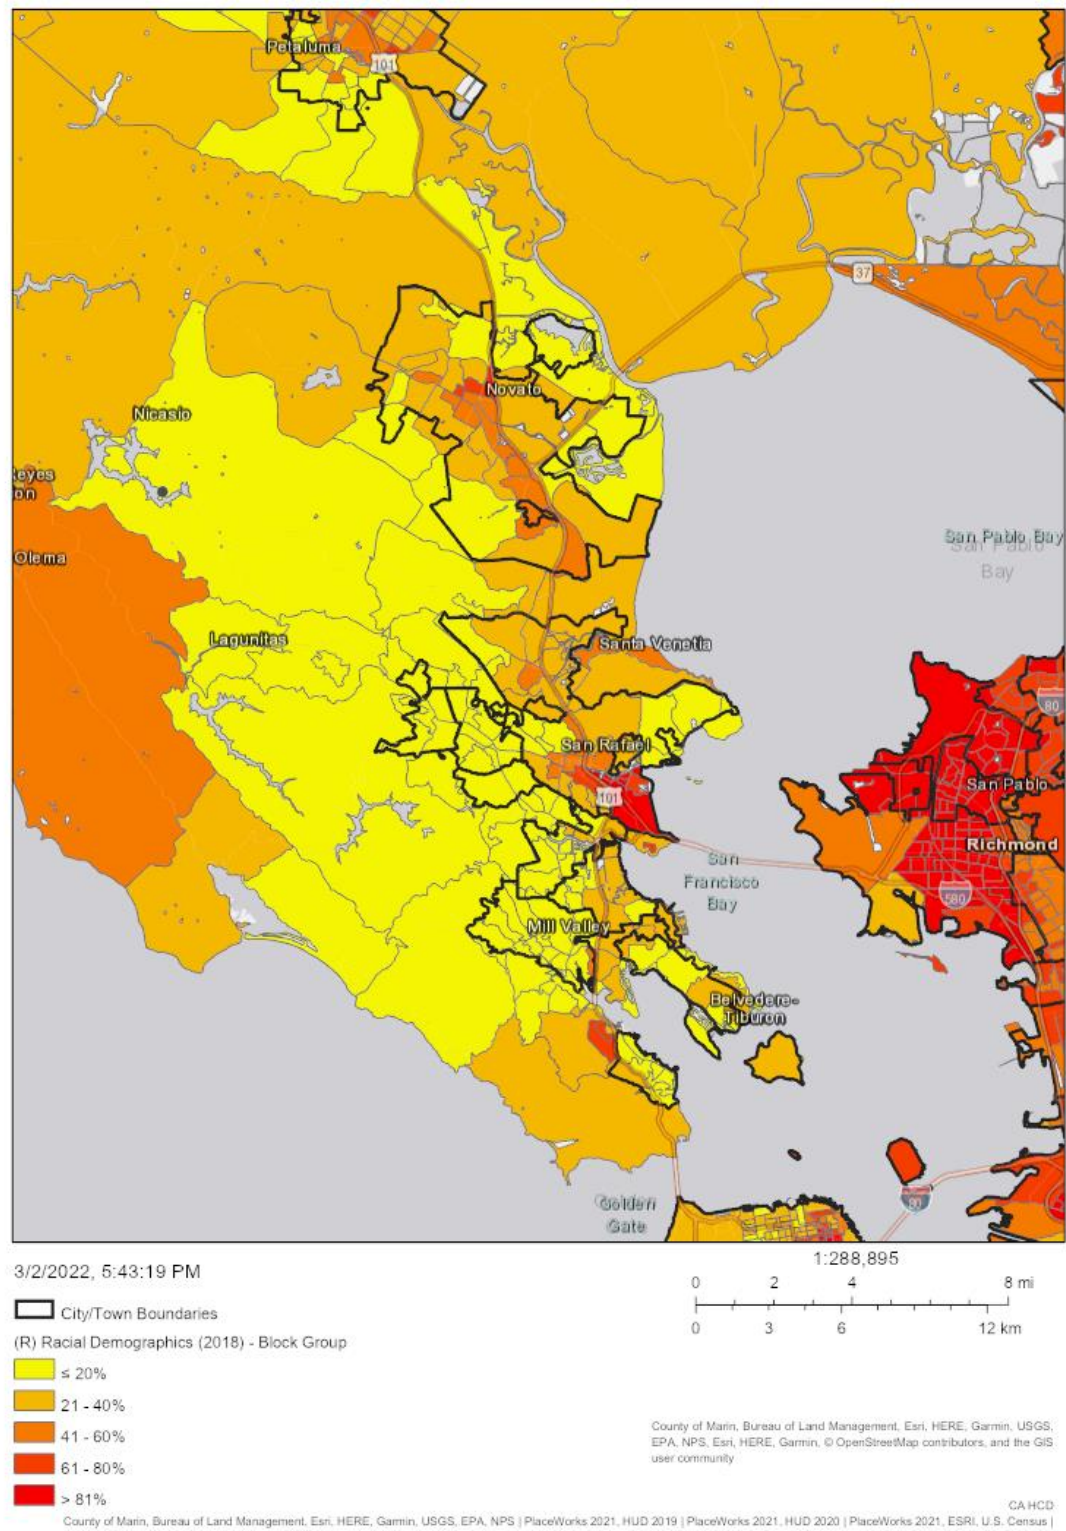 Petaluma
101
37
Novato
Nicasio
Reyes
on
San Pablo Bay
San Pablo
Bay
Olema
Lagunitas
Santa Venetia
80
San Rafael
San Pablo
101
Richmond
San
Francisco
Bay
580
Mill Valley
Belvedere-
Tiburon
80
Golden
Gate
3/2/2022, 5:43:19 PM
1:288,895
0 2 4 8 mi
0 3 6 12 km
City/Town Boundaries
(R) Racial Demographics (2018) - Block Group
≤ 20%
21 - 40%
41 - 60%
61 - 80%
> 81%
County of Marin, Bureau of Land Management, Esri, HERE, Garmin, USGS,
EPA, NPS, Esri, HERE, Garmin, © OpenStreetMap contributors, and the GIS
user community
CA HCD
County of Marin, Bureau of Land Management, Esri, HERE, Garmin, USGS, EPA, NPS | PlaceWorks 2021, HUD 2019 | PlaceWorks 2021, HUD 2020 | PlaceWorks 2021, ESRI, U.S. Census |